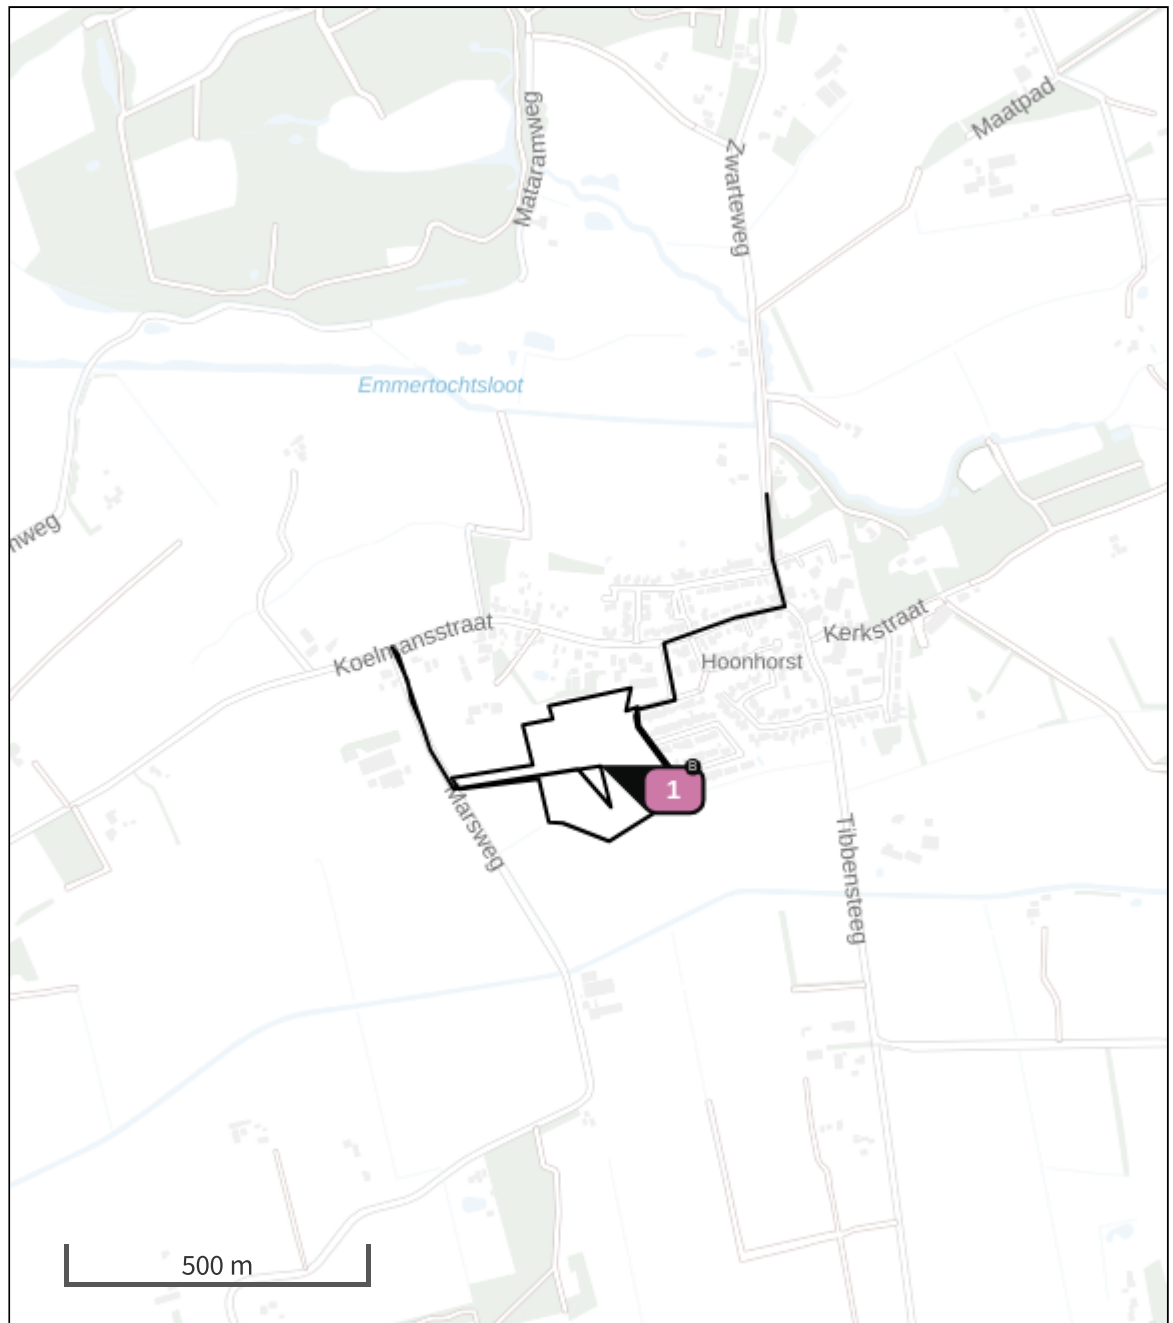 Maatpad
Mataramweg
Zwarteweg
Emmertochtsloot
nweg
Kerkstraat
Koelmansstraat
Hoonhorst
B
1
Marsweg
Tibbensteeg
500 m